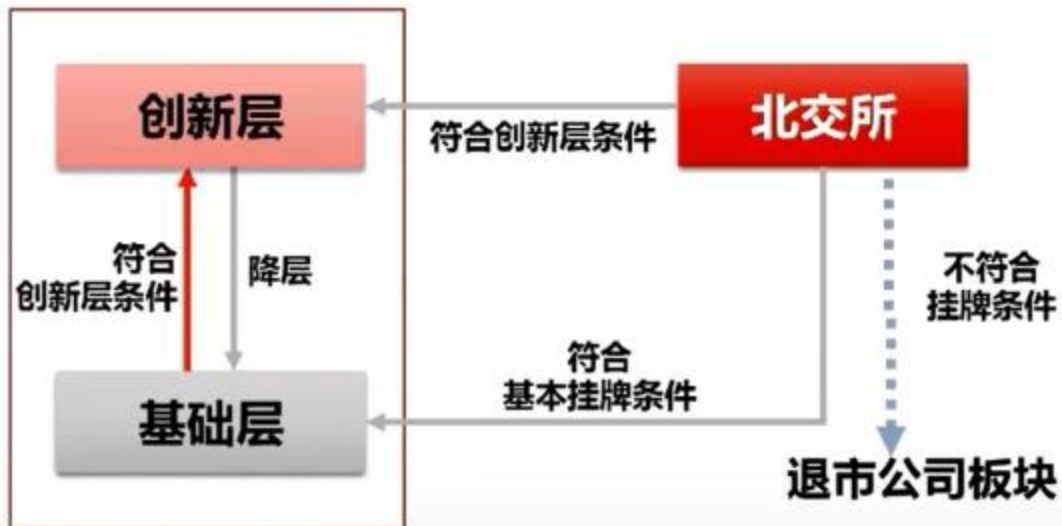 创新层
北交所
符合创新层条件
符合
创新层条件
降层
不符合
挂牌条件
符合
基本挂牌条件
基础层
退市公司板块